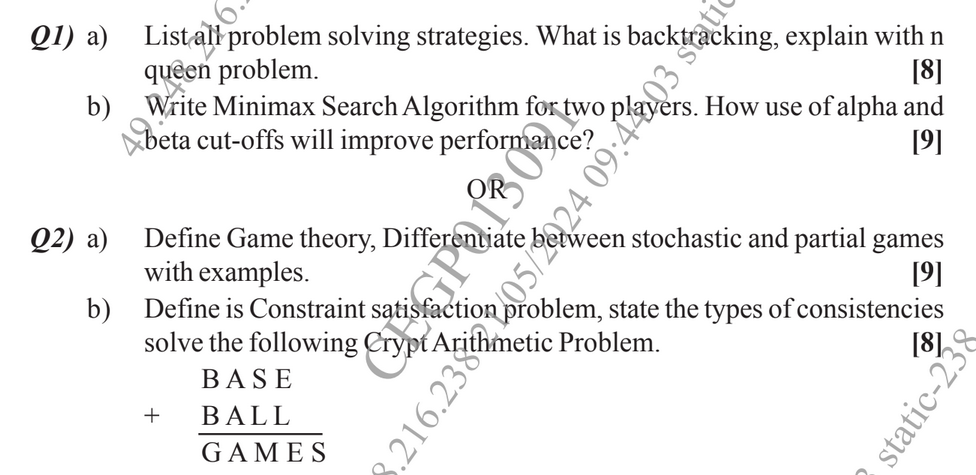 Q1) a) List all problem solving strategies. What is backtracking, explain with n
queen problem. [8]
b) Write Minimax Search Algorithm for two players. How use of alpha and
beta cut-offs will improve performance? [9]
OR
Q2) a) Define Game theory, Differentiate between stochastic and partial games
with examples. [9]
b) Define is Constraint satisfaction problem, state the types of consistencies
solve the following Crypt Arithmetic Problem. [8]
B A S E
+ B A L L
G A M E S
49.248.216.
CEGP013091
8.216.238 21/05/2024 09:44:03 static
static-238